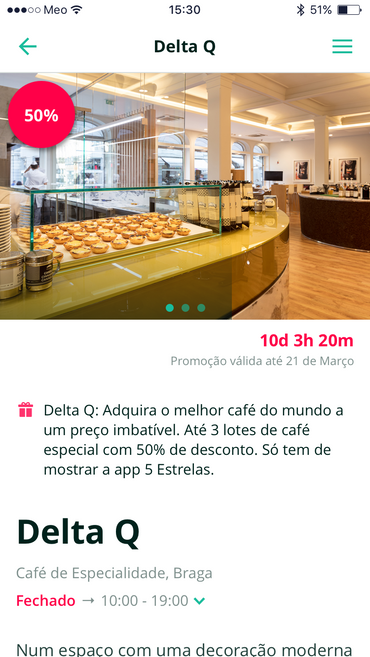 Meo 15:30 51%
Delta Q
50%
10d 3h 20m
Promoção válida até 21 de Março
Delta Q: Adquira o melhor café do mundo a
um preço imbatível. Até 3 lotes de café
especial com 50% de desconto. Só tem de
mostrar a app 5 Estrelas.
Delta Q
Café de Especialidade, Braga
Fechado → 10:00 - 19:00
Num espaço com uma decoração moderna